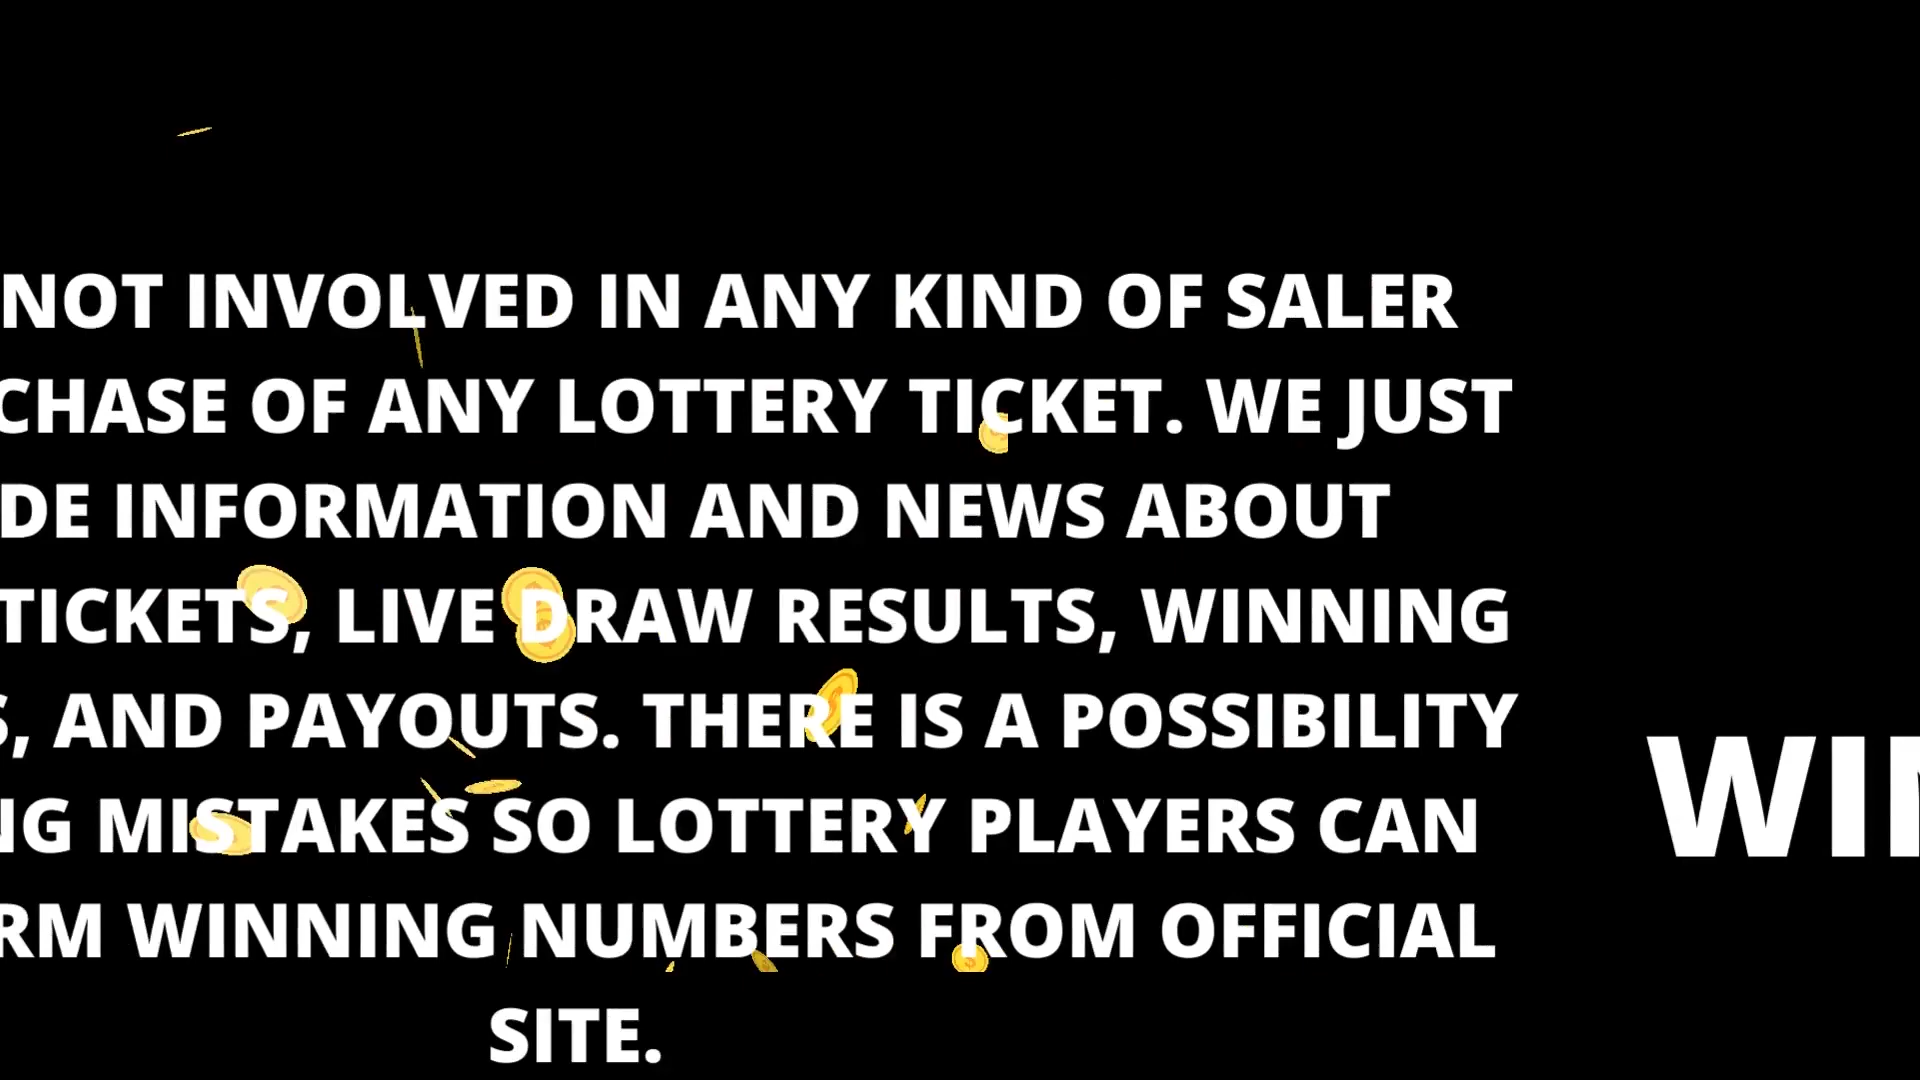 NOT INVOLVED IN ANY KIND OF SALER
CHASE OF ANY LOTTERY TICKET. WE JUST
DE INFORMATION AND NEWS ABOUT
TICKETS, LIVE DRAW RESULTS, WINNING
S, AND PAYOUTS. THERE IS A POSSIBILITY
NG MISTAKES SO LOTTERY PLAYERS CAN
RM WINNING NUMBERS FROM OFFICIAL
SITE.
WIN